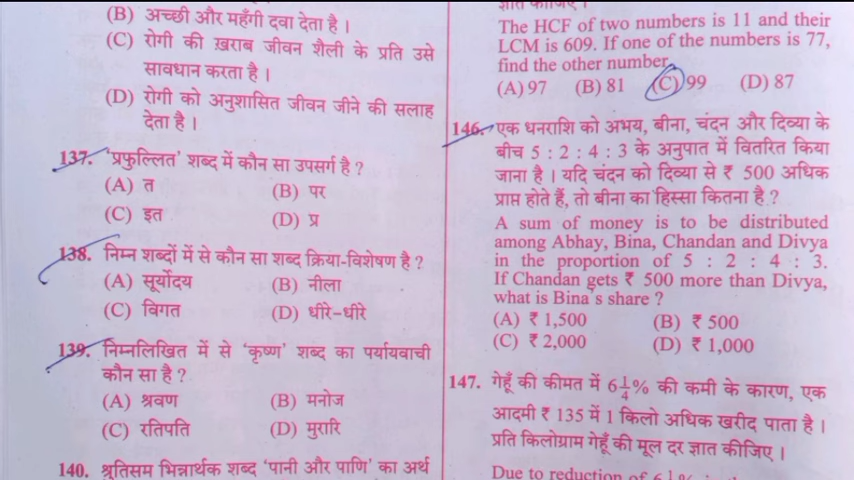 (B) अच्छी और महँगी दवा देता है ।
(C) रोगी की ख़राब जीवन शैली के प्रति उसे
सावधान करता है ।
(D) रोगी को अनुशासित जीवन जीने की सलाह
देता है ।
137. 'प्रफुल्लित' शब्द में कौन सा उपसर्ग है ?
(A) त
(B) पर
(C) इत
(D) प्र
138. निम्न शब्दों में से कौन सा शब्द क्रिया-विशेषण है ?
(A) सूर्योदय
(B) नीला
(C) विगत
(D) धीरे-धीरे
139. निम्नलिखित में से 'कृष्ण' शब्द का पर्यायवाची
कौन सा है ?
(A) श्रवण
(B) मनोज
(C) रतिपति
(D) मुरारि
140. श्रुतिसम भिन्नार्थक शब्द 'पानी और पाणि' का अर्थ
ज्ञात कीजिए ।
The HCF of two numbers is 11 and their
LCM is 609. If one of the numbers is 77,
find the other number.
(A) 97 (B) 81 (C) 99 (D) 87
146. एक धनराशि को अभय, बीना, चंदन और दिव्या के
बीच 5 : 2 : 4 : 3 के अनुपात में वितरित किया
जाना है । यदि चंदन को दिव्या से ₹ 500 अधिक
प्राप्त होते हैं, तो बीना का हिस्सा कितना है ?
A sum of money is to be distributed
among Abhay, Bina, Chandan and Divya
in the proportion of 5 : 2 : 4 : 3.
If Chandan gets ₹ 500 more than Divya,
what is Bina's share ?
(A) ₹ 1,500
(B) ₹ 500
(C) ₹ 2,000
(D) ₹ 1,000
147. गेहूँ की कीमत में 6 1/4% की कमी के कारण, एक
आदमी ₹ 135 में 1 किलो अधिक खरीद पाता है ।
प्रति किलोग्राम गेहूँ की मूल दर ज्ञात कीजिए ।
Due to reduction of